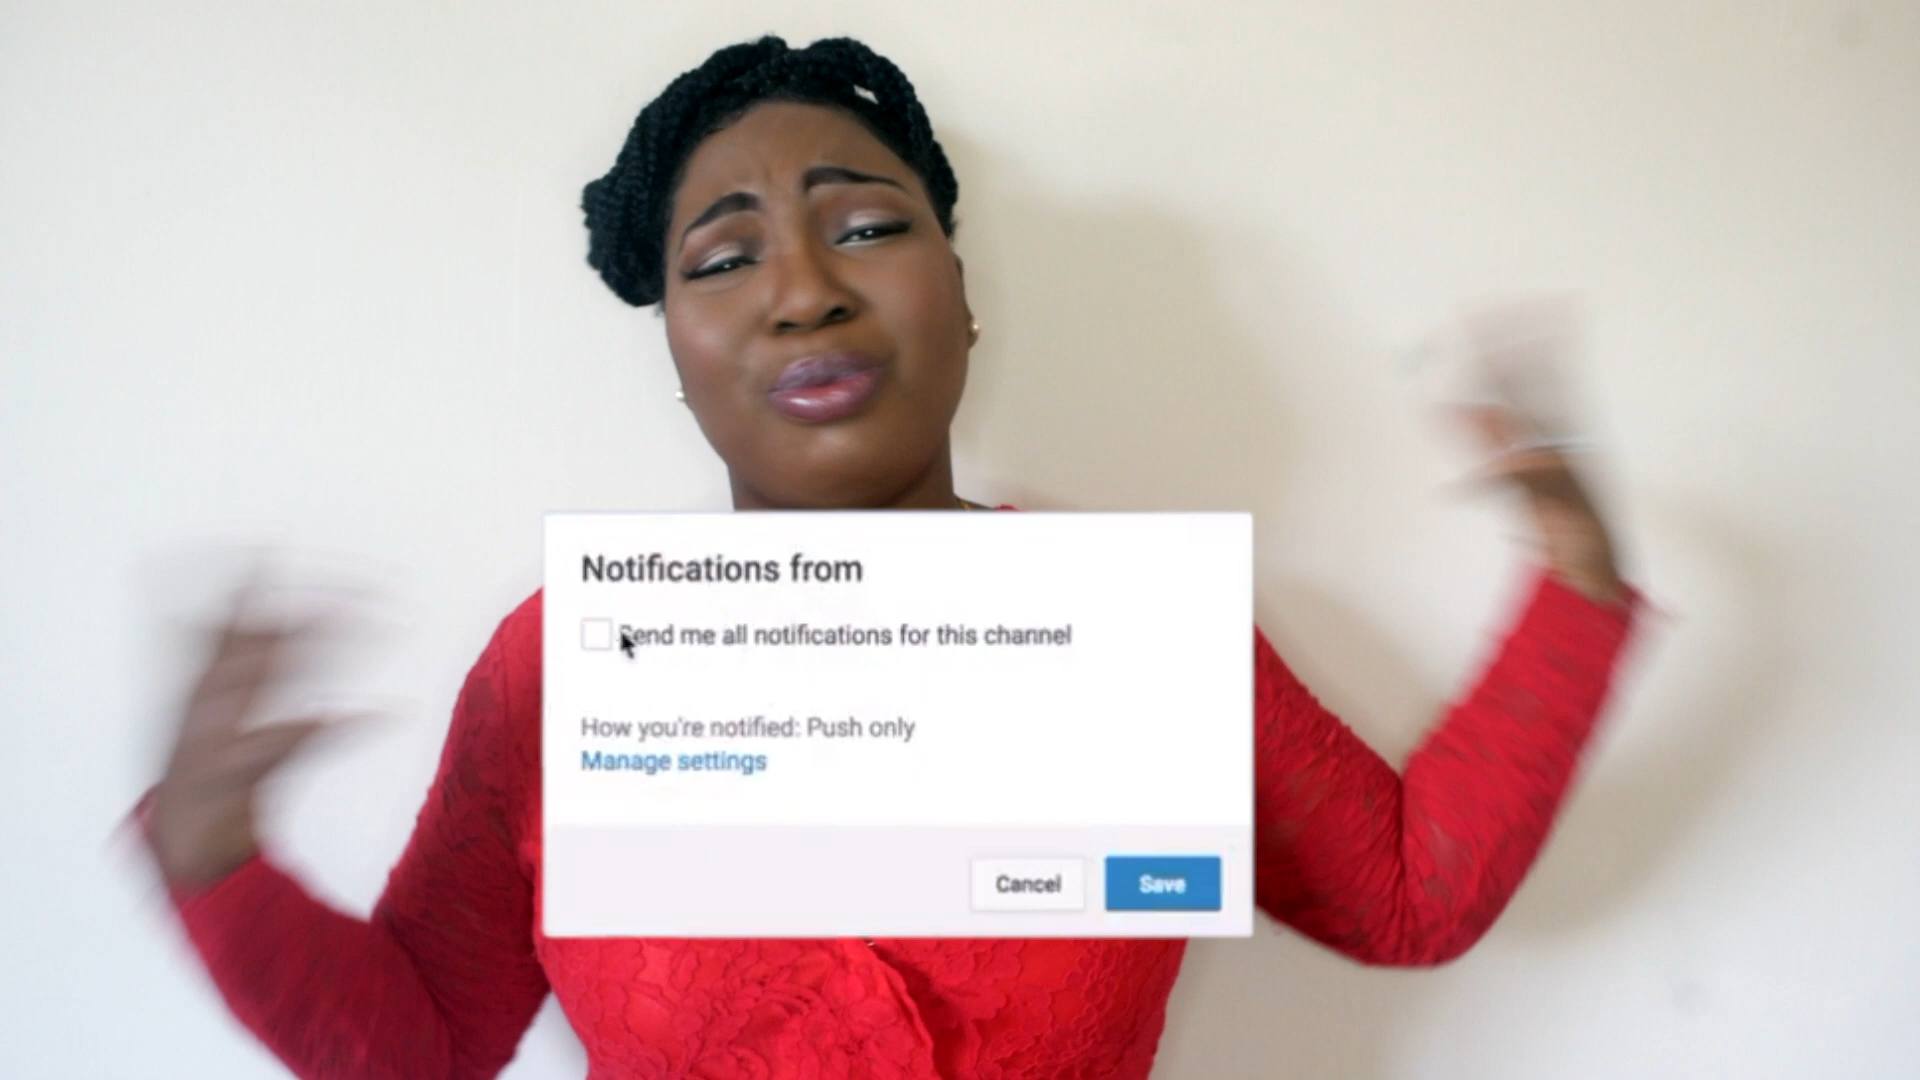 Notifications from
Send me all notifications for this channel
How you're notified: Push only
Manage settings
Cancel
Save